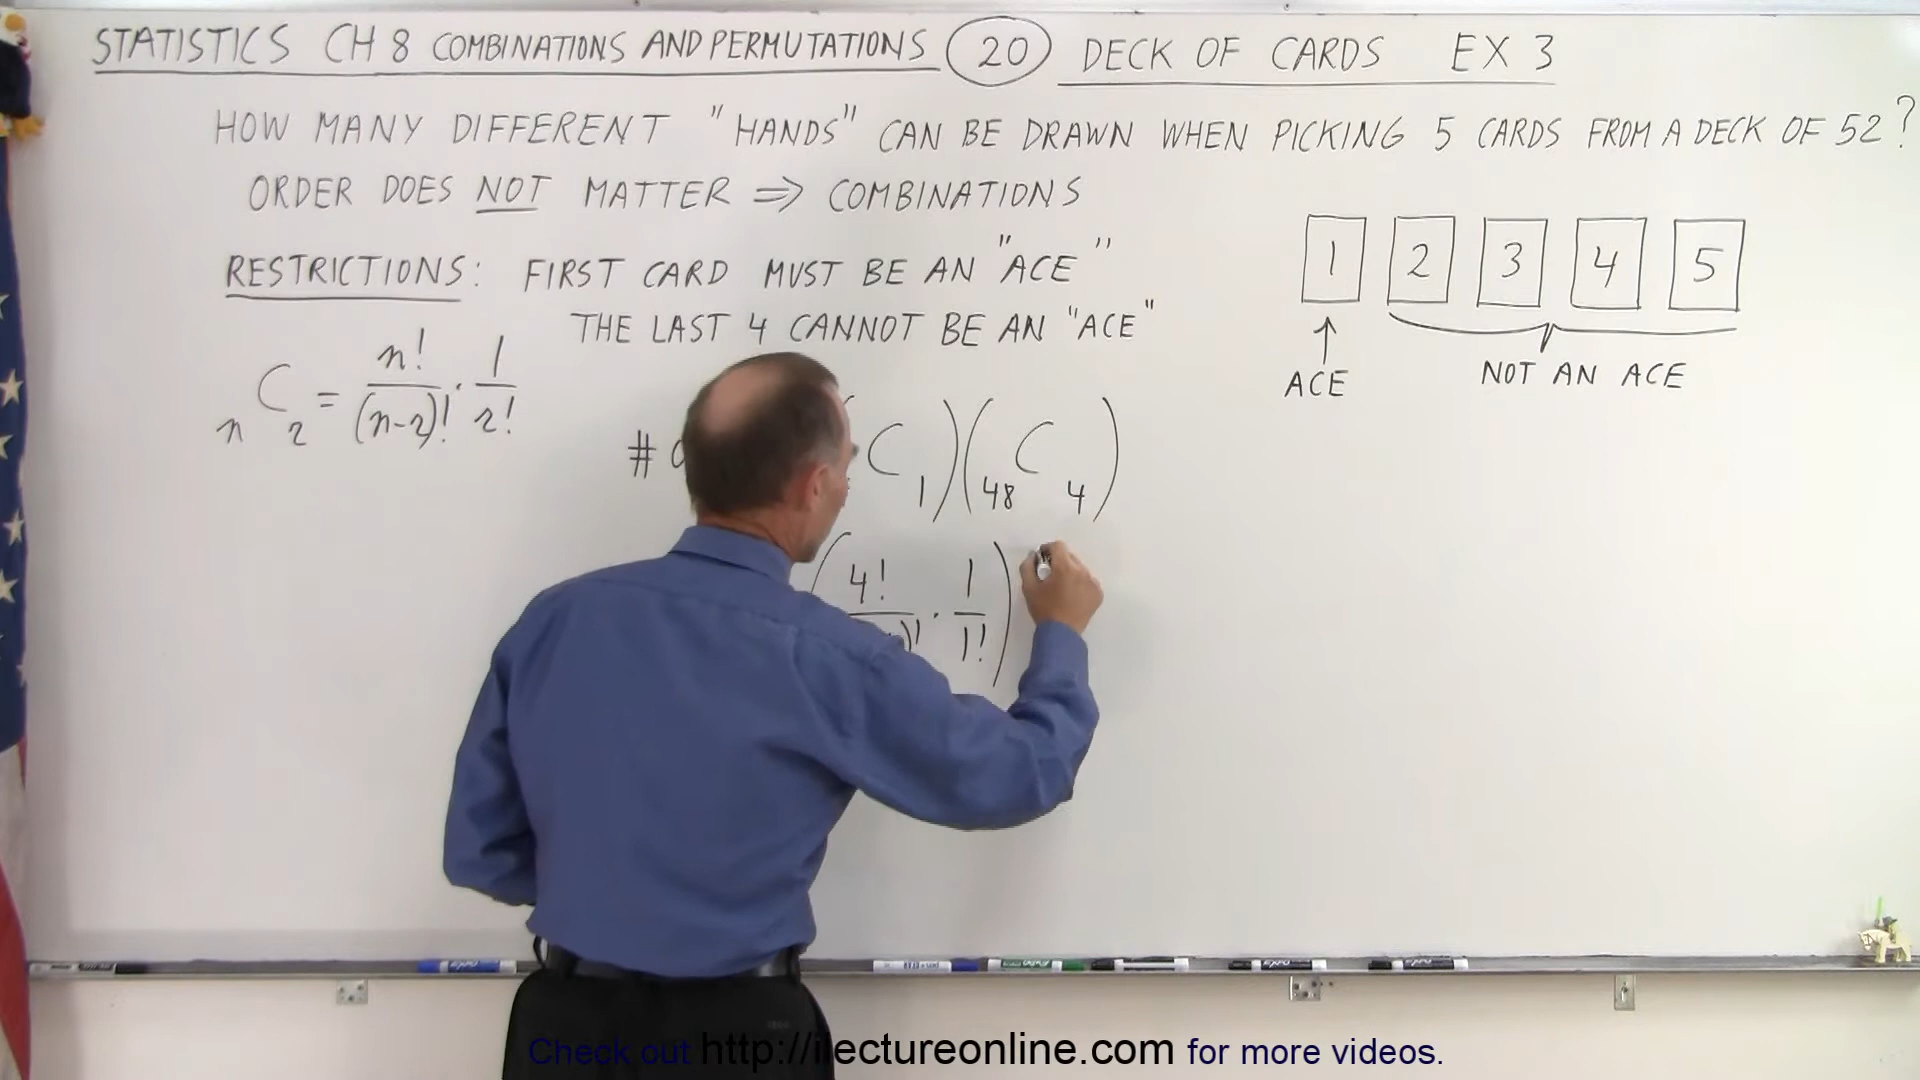 STATISTICS CH 8 COMBINATIONS AND PERMUTATIONS 20 DECK OF CARDS EX 3
HOW MANY DIFFERENT "HANDS" CAN BE DRAWN WHEN PICKING 5 CARDS FROM A DECK OF 52?
ORDER DOES NOT MATTER ⇒ COMBINATIONS
RESTRICTIONS: FIRST CARD MUST BE AN "ACE"
THE LAST 4 CANNOT BE AN "ACE"
1 2 3 4 5
↑
ACE
NOT AN ACE
n C r = n!/(n-r)! · 1/r!
# C 1 ) ( 48 C 4 )
( 4!/)! · 1/1! )
Check out http://ilectureonline.com for more videos.